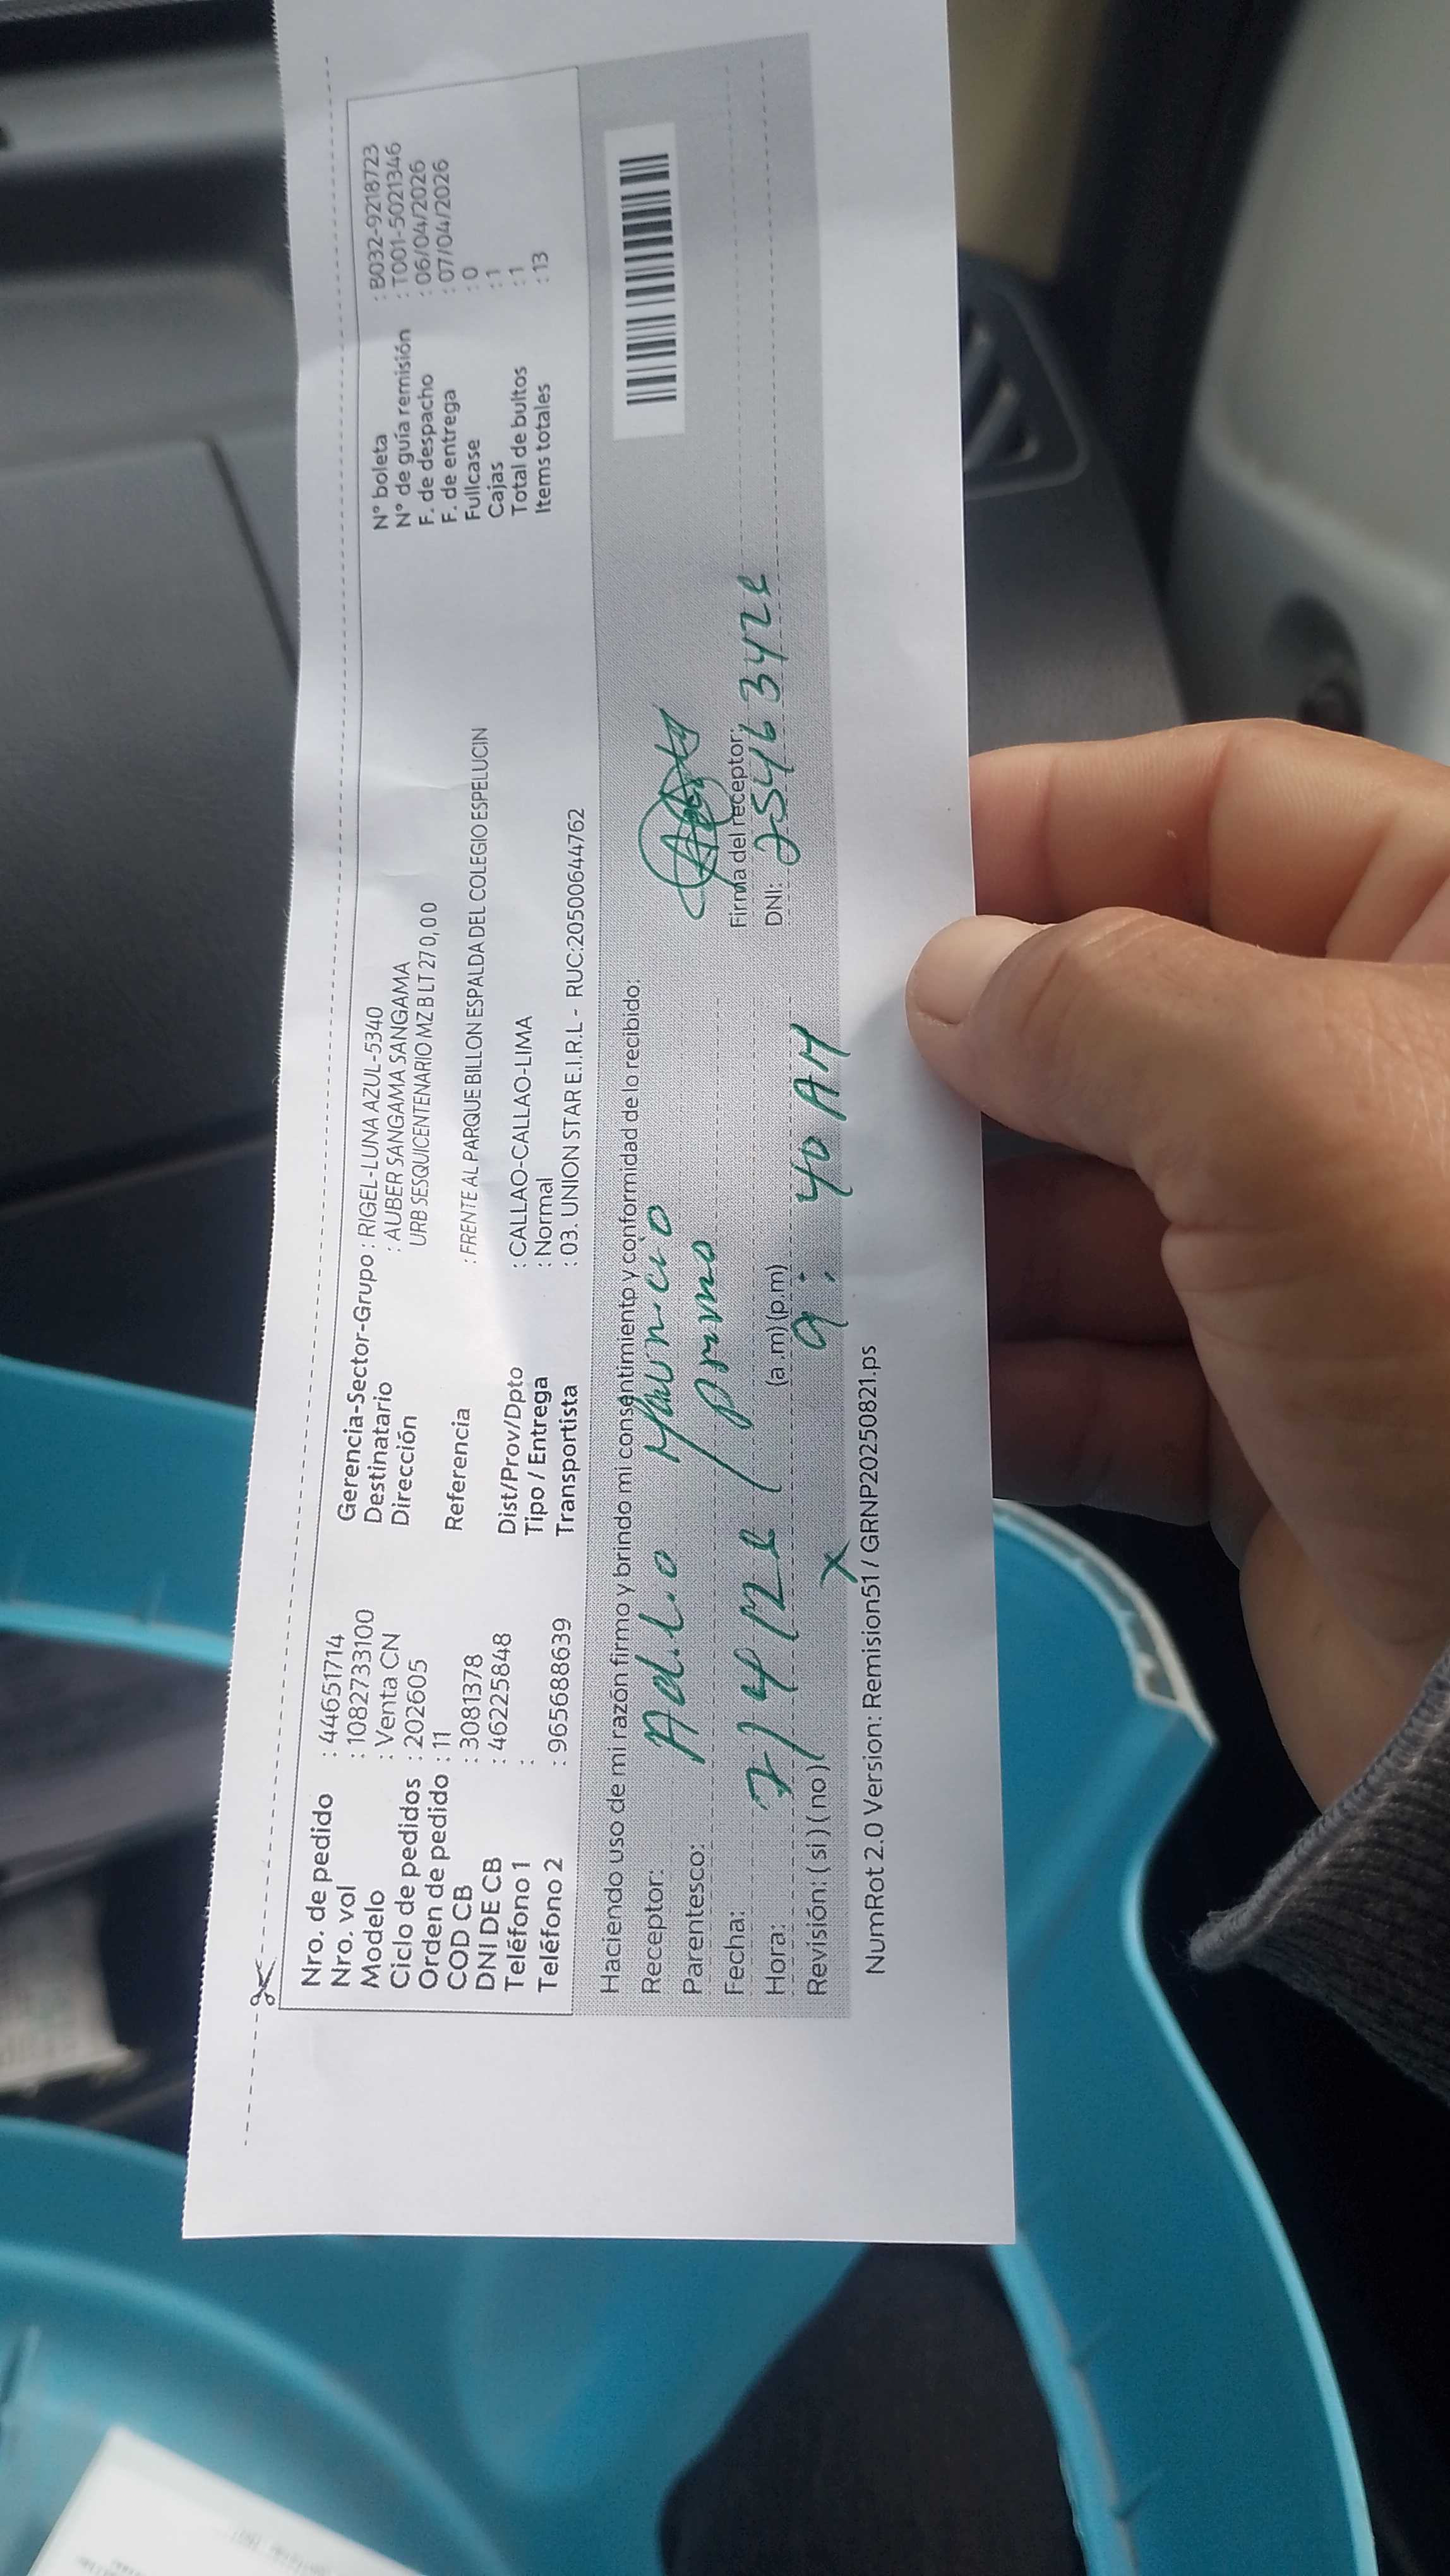 Nro. de pedido : 44651714
Nro. vol : 1082733100
Modelo : Venta CN
Ciclo de pedidos : 202605
Orden de pedido : 11
COD CB : 3081378
DNI DE CB : 46225848
Teléfono 1 :
Teléfono 2 : 965688639
Gerencia-Sector-Grupo : RIGEL-LUNA AZUL-5340
Destinatario : AUBER SANGAMA SANGAMA
Dirección URB SESQUICENTENARIO MZ B LT 27 0,0 0
Referencia : FRENTE AL PARQUE BILLON ESPALDA DEL COLEGIO ESPELUCIN
Dist/Prov/Dpto : CALLAO-CALLAO-LIMA
Tipo / Entrega : Normal
Transportista : 03. UNION STAR E.I.R.L - RUC:20500644762
N° boleta : B032-9218723
N° de guía remisión : T001-5021346
F. de despacho : 06/04/2026
F. de entrega : 07/04/2026
Fullcase : 0
Cajas : 1
Total de bultos : 1
Items totales : 13
Haciendo uso de mi razón firmo y brindo mi consentimiento y conformidad de lo recibido:
Receptor:
Parentesco: primo
Fecha: 7/4/
Hora: (a.m)(p.m) 9:40 AM
Revisión: ( si ) ( no ) X
Firma del receptor:
DNI:
NumRot 2.0 Version: Remision51 / GRNP20250821.ps